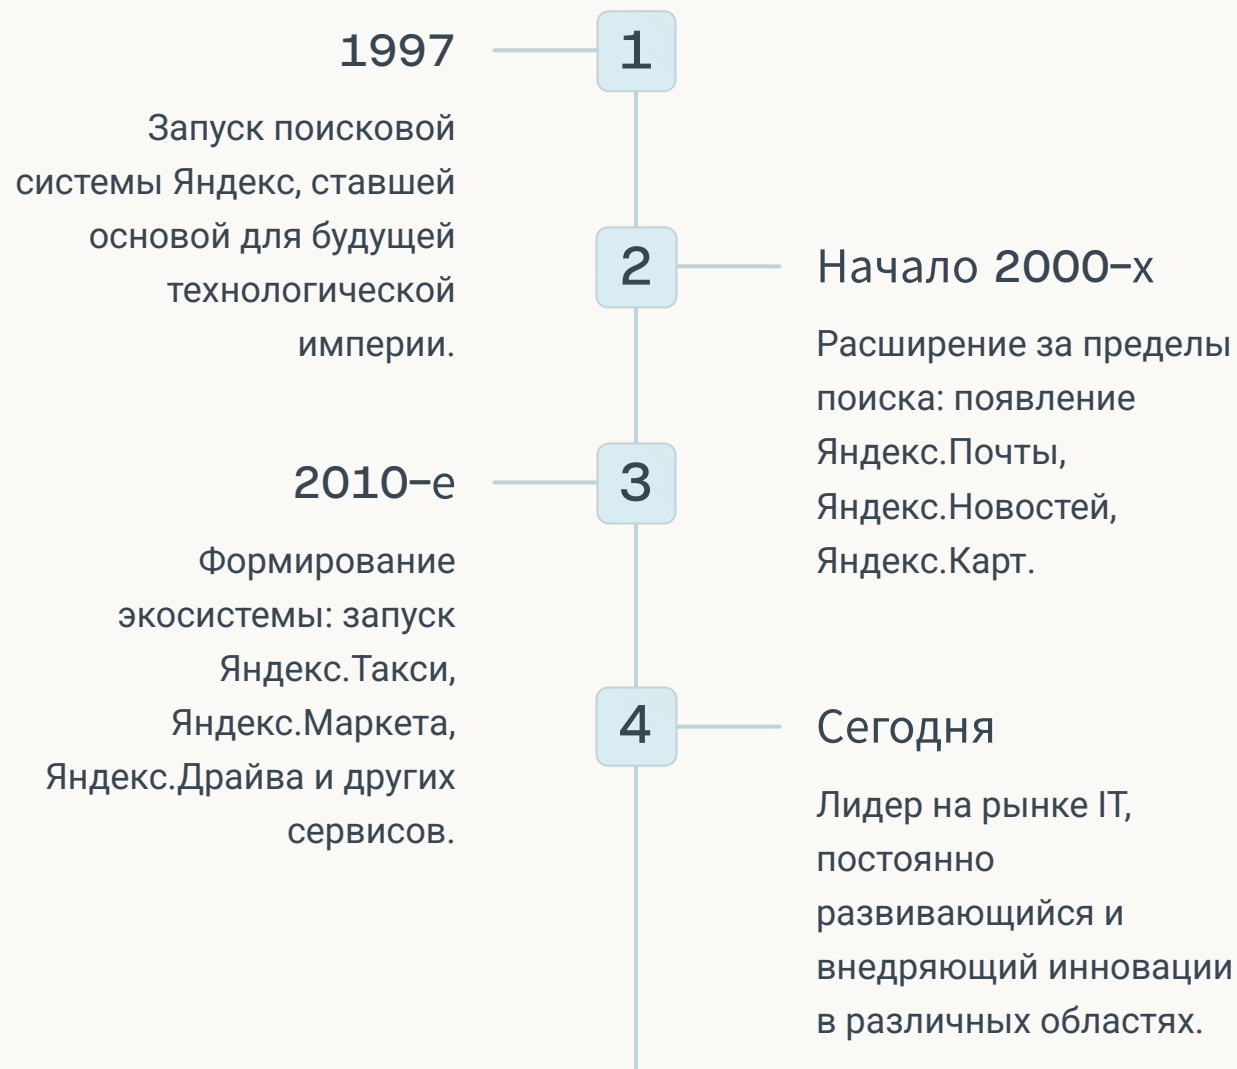 1997
1
Запуск поисковой
системы Яндекс, ставшей
основой для будущей
технологической
империи.
2
Начало 2000-х
Расширение за пределы
поиска: появление
Яндекс.Почты,
Яндекс.Новостей,
Яндекс.Карт.
2010-е
3
Формирование
экосистемы: запуск
Яндекс.Такси,
Яндекс.Маркета,
Яндекс.Драйва и других
сервисов.
4
Сегодня
Лидер на рынке IT,
постоянно
развивающийся и
внедряющий инновации
в различных областях.